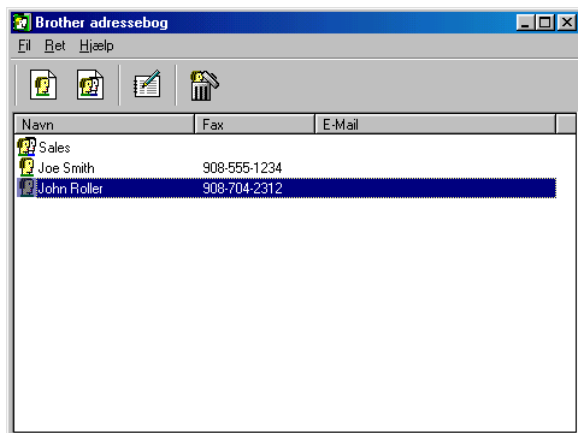 Brother adressebog
Fil Ret Hjælp
Navn Fax E-Mail
Sales
Joe Smith 908-555-1234
John Roller 908-704-2312